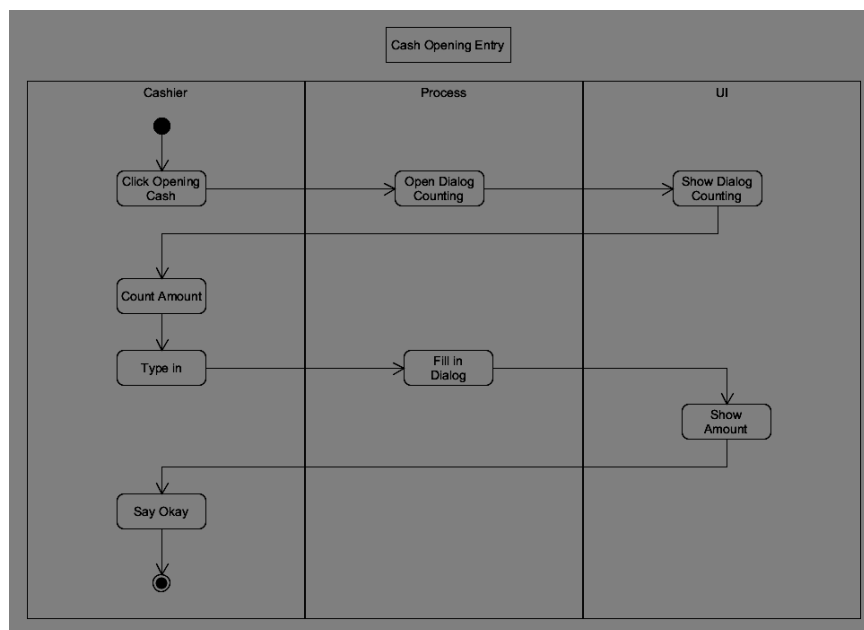 Cash Opening Entry
Cashier
Process
UI
Click Opening
Cash
Open Dialog
Counting
Show Dialog
Counting
Count Amount
Type in
Fill in
Dialog
Show
Amount
Say Okay